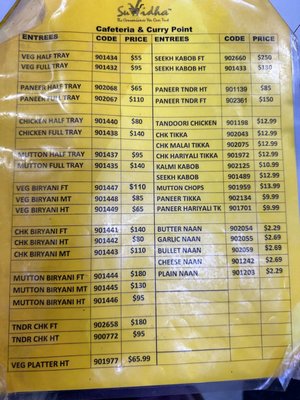 Suvidha
The Convenience We Can Trust
Cafeteria & Curry Point
ENTREES CODE PRICE ENTREES CODE PRICE
VEG HALF TRAY 901434 $55 SEEKH KABOB FT 902660 $250
VEG FULL TRAY 901432 $95 SEEKH KABOB HT 901433 $130
PANEER HALF TRAY 902068 $65 PANEER TNDR HT 901139 $85
PANEER FULL TRAY 902067 $110 PANEER TNDR FT 902361 $150
CHICKEN HALF TRAY 901440 $80 TANDOORI CHICKEN 901198 $12.99
CHICKEN FULL TRAY 901438 $140 CHK TIKKA 902043 $12.99
CHK MALAI TIKKA 902075 $12.99
MUTTON HALF TRAY 901437 $95 CHK HARIYALI TIKKA 901972 $12.99
MUTTON FULL TRAY 901435 $140 KALMI KABOB 902125 $10.99
SEEKH KABOB 901489 $12.99
VEG BIRYANI FT 901447 $110 MUTTON CHOPS 901959 $13.99
VEG BIRYANI MT 901448 $85 PANEER TIKKA 902134 $9.99
VEG BIRYANI HT 901449 $65 PANEER HARIYALI TK 901701 $9.99
CHK BIRYANI FT 901441 $140 BUTTER NAAN 902054 $2.29
CHK BIRYANI HT 901442 $80 GARLIC NAAN 902055 $2.69
CHK BIRYANI MT 901443 $110 BULLET NAAN 902059 $2.69
CHEESE NAAN 901242 $2.69
MUTTON BIRYANI FT 901444 $180 PLAIN NAAN 901203 $2.29
MUTTON BIRYANI MT 901445 $130
MUTTON BIRYANI HT 901446 $95
TNDR CHK FT 902658 $180
TNDR CHK HT 900772 $95
VEG PLATTER HT 901977 $65.99